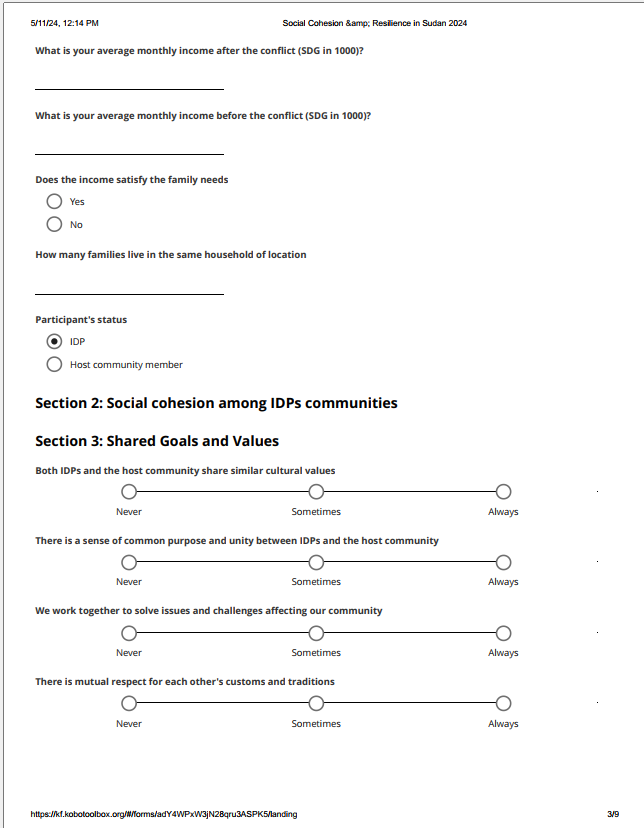 5/11/24, 12:14 PM Social Cohesion &amp; Resilience in Sudan 2024
What is your average monthly income after the conflict (SDG in 1000)?
What is your average monthly income before the conflict (SDG in 1000)?
Does the income satisfy the family needs
Yes
No
How many families live in the same household of location
Participant's status
IDP
Host community member
Section 2: Social cohesion among IDPs communities
Section 3: Shared Goals and Values
Both IDPs and the host community share similar cultural values
Never Sometimes Always
There is a sense of common purpose and unity between IDPs and the host community
Never Sometimes Always
We work together to solve issues and challenges affecting our community
Never Sometimes Always
There is mutual respect for each other's customs and traditions
Never Sometimes Always
https://kf.kobotoolbox.org/#/forms/adY4WPxW3jN28qru3ASPK5/landing 3/9